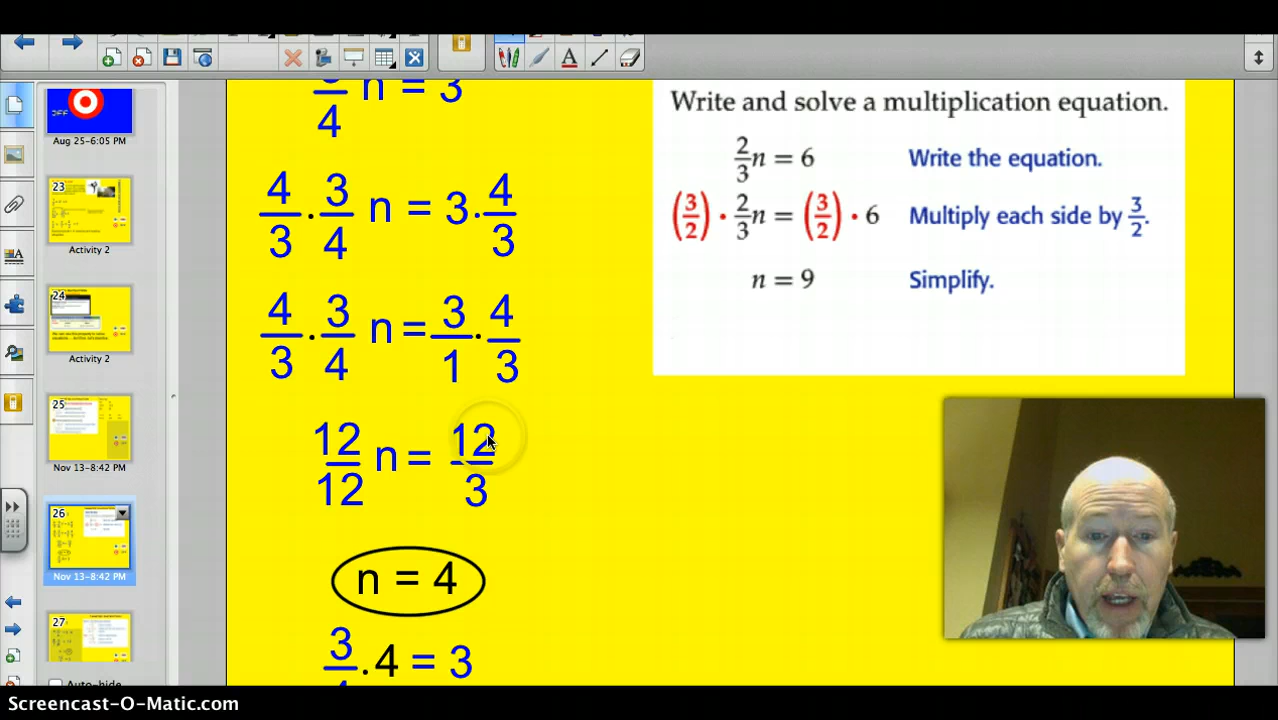 OFF
Aug 25-6:05 PM
23
Activity 2
24
Activity 2
25
Nov 13-8:42 PM
26
Nov 13-8:42 PM
27
Auto-hide
4 n = 3
4/3 · 3/4 n = 3 · 4/3
4/3 · 3/4 n = 3/1 · 4/3
12/12 n = 12/3
n = 4
3/4 . 4 = 3
Write and solve a multiplication equation.
2/3 n = 6 Write the equation.
(3/2) · 2/3 n = (3/2) · 6 Multiply each side by 3/2.
n = 9 Simplify.
Screencast-O-Matic.com